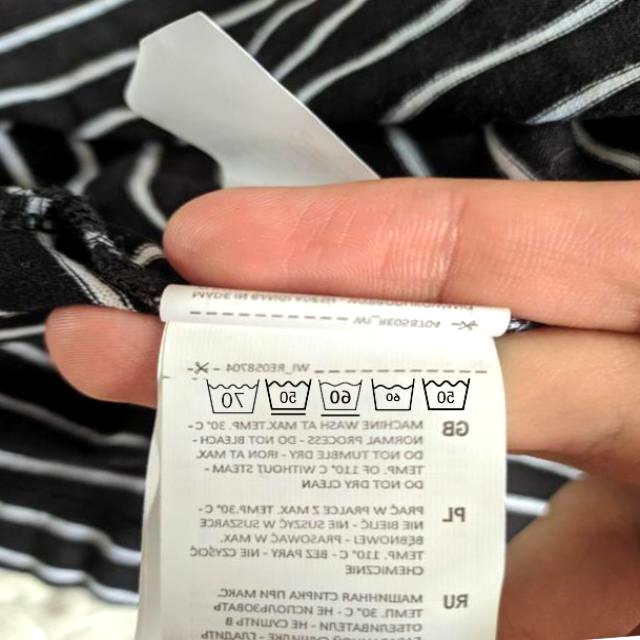 WI_RE058704
WI_RE058704
50 60 60 50 70
GB MACHINE WASH AT MAX.TEMP. 30° C -
NORMAL PROCESS - DO NOT BLEACH -
DO NOT TUMBLE DRY - IRON AT MAX.
TEMP. OF 110° C WITHOUT STEAM -
DO NOT DRY CLEAN
PL PRAĆ W PRALCE Z MAX. TEMP.30° C -
NIE BIELIĆ - NIE SUSZYĆ W SUSZARCE
BĘBNOWEJ - PRASOWAĆ W MAX.
TEMP. 110° C - BEZ PARY - NIE CZYŚCIĆ
CHEMICZNIE
RU МАШИННАЯ СТИРКА ПРИ МАКС.
ТЕМП. 30° C - НЕ ИСПОЛЬЗОВАТЬ
ОТБЕЛИВАТЕЛЬ - НЕ СУШИТЬ В